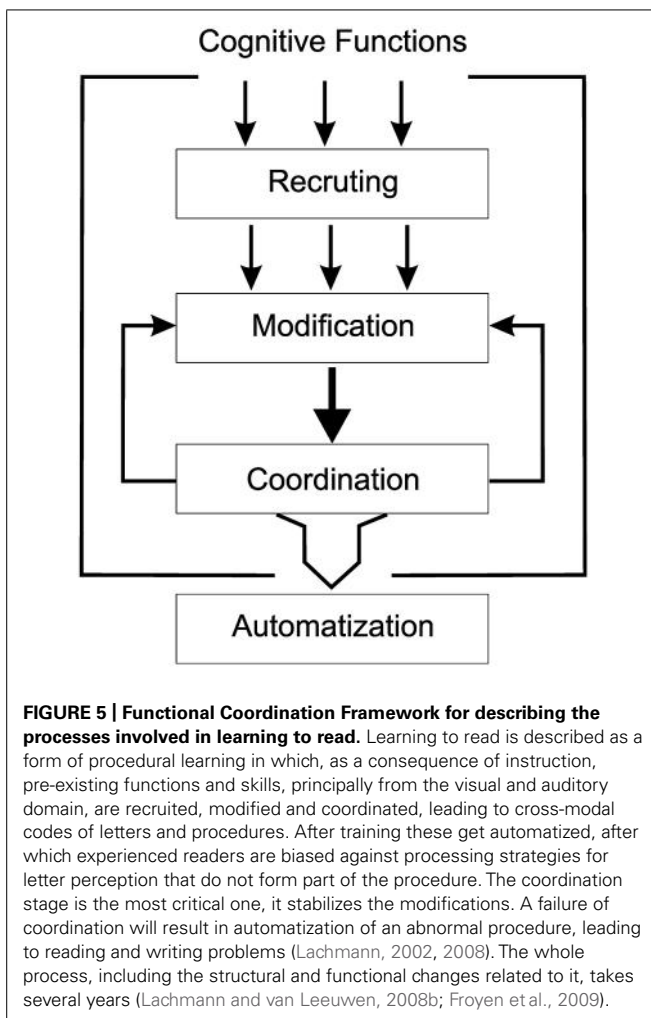 Cognitive Functions
Recruting
Modification
Coordination
Automatization
FIGURE 5 | Functional Coordination Framework for describing the
processes involved in learning to read. Learning to read is described as a
form of procedural learning in which, as a consequence of instruction,
pre-existing functions and skills, principally from the visual and auditory
domain, are recruited, modified and coordinated, leading to cross-modal
codes of letters and procedures. After training these get automatized, after
which experienced readers are biased against processing strategies for
letter perception that do not form part of the procedure. The coordination
stage is the most critical one, it stabilizes the modifications. A failure of
coordination will result in automatization of an abnormal procedure, leading
to reading and writing problems (Lachmann, 2002, 2008). The whole
process, including the structural and functional changes related to it, takes
several years (Lachmann and van Leeuwen, 2008b; Froyen et al., 2009).